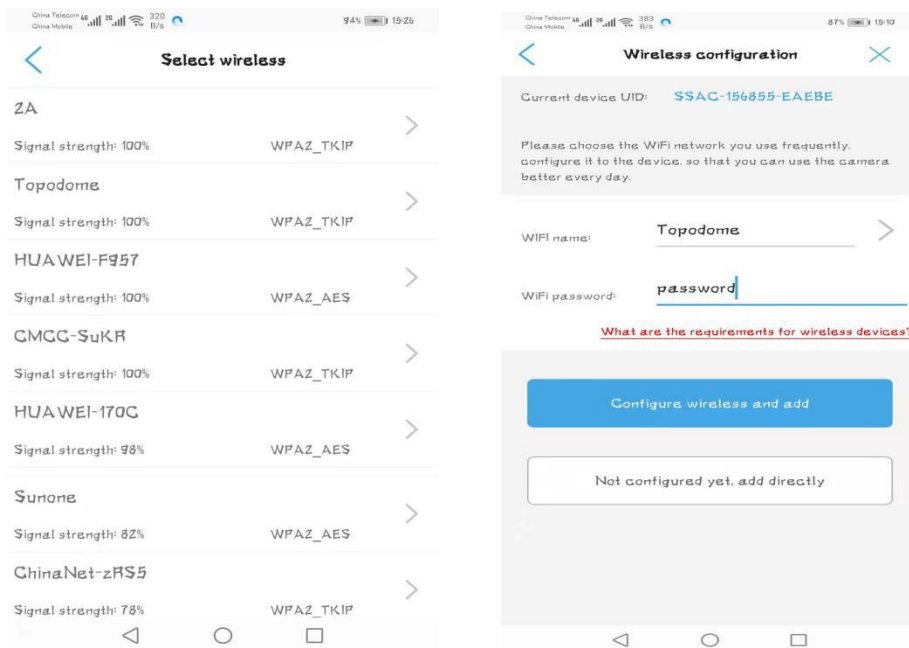 China Telecom 4G 2G 320 B/s 94% 15:26
China Mobile
Select wireless
2A
Signal strength: 100% WPA2_TKIP
Topodome
Signal strength: 100% WPA2_TKIP
HUAWEI-F957
Signal strength: 100% WPA2_AES
CMCC-SuKR
Signal strength: 100% WPA2_TKIP
HUAWEI-170C
Signal strength: 98% WPA2_AES
Sunone
Signal strength: 82% WPA2_AES
ChinaNet-zRS5
Signal strength: 78% WPA2_TKIP
China Telecom 4G 2G 383 B/s 87% 15:10
China Mobile
Wireless configuration
Current device UID: SSAC-156855-EAEBE
Please choose the WiFi network you use frequently,
configure it to the device, so that you can use the camera
better every day.
WIFI name: Topodome
WiFi password: password
What are the requirements for wireless devices?
Configure wireless and add
Not configured yet, add directly